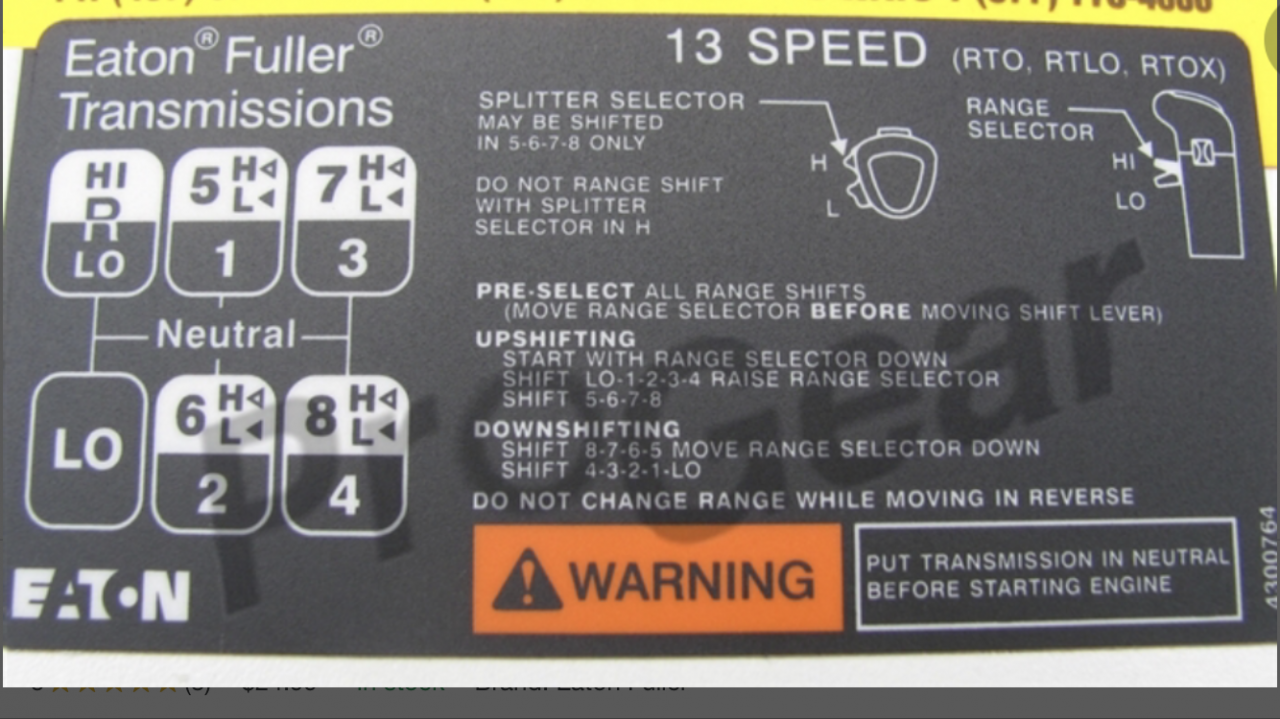 Eaton® Fuller®
Transmissions
13 SPEED (RTO, RTLO, RTOX)
SPLITTER SELECTOR
MAY BE SHIFTED
IN 5-6-7-8 ONLY
DO NOT RANGE SHIFT
WITH SPLITTER
SELECTOR IN H
H
L
RANGE
SELECTOR
HI
LO
HI
R
LO
5 H
L
1
7 H
L
3
Neutral
LO
6 H
L
2
8 H
L
4
PRE-SELECT ALL RANGE SHIFTS
(MOVE RANGE SELECTOR BEFORE MOVING SHIFT LEVER)
UPSHIFTING
START WITH RANGE SELECTOR DOWN
SHIFT LO-1-2-3-4 RAISE RANGE SELECTOR
SHIFT 5-6-7-8
DOWNSHIFTING
SHIFT 8-7-6-5 MOVE RANGE SELECTOR DOWN
SHIFT 4-3-2-1-LO
DO NOT CHANGE RANGE WHILE MOVING IN REVERSE
WARNING
PUT TRANSMISSION IN NEUTRAL
BEFORE STARTING ENGINE
4300764
EATON
proGear